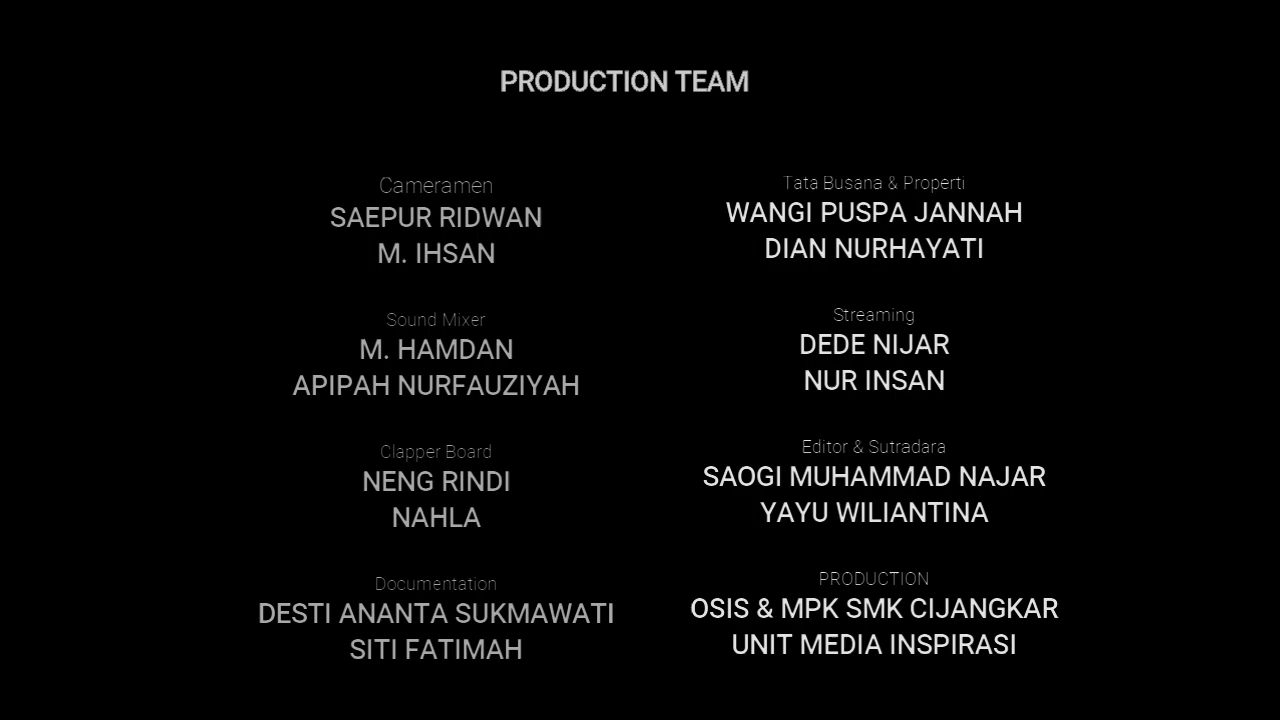 PRODUCTION TEAM
Cameramen
SAEPUR RIDWAN
M. IHSAN
Sound Mixer
M. HAMDAN
APIPAH NURFAUZIYAH
Clapper Board
NENG RINDI
NAHLA
Documentation
DESTI ANANTA SUKMAWATI
SITI FATIMAH
Tata Busana & Properti
WANGI PUSPA JANNAH
DIAN NURHAYATI
Streaming
DEDE NIJAR
NUR INSAN
Editor & Sutradara
SAOGI MUHAMMAD NAJAR
YAYU WILIANTINA
PRODUCTION
OSIS & MPK SMK CIJANGKAR
UNIT MEDIA INSPIRASI